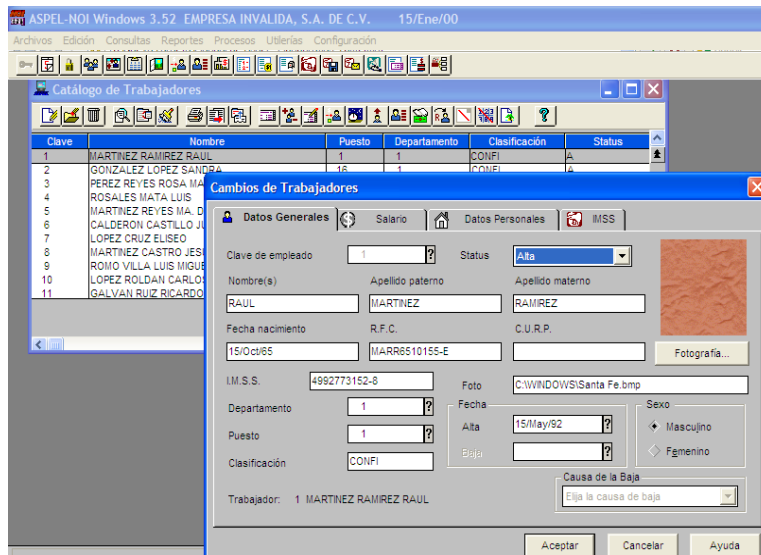 ASPEL-NOI Windows 3.52 EMPRESA INVALIDA, S.A. DE C.V. 15/Ene/00
Archivos Edición Consultas Reportes Procesos Utilerías Configuración
Catálogo de Trabajadores
Clave Nombre Puesto Departamento Clasificación Status
1 MARTINEZ RAMIREZ RAUL 1 1 CONFI A
2 GONZALEZ LOPEZ SANDRA 16 1 CONFI A
3 PEREZ REYES ROSA MA
4 ROSALES MATA LUIS
5 MARTINEZ REYES MA. D
6 CALDERON CASTILLO JU
7 LOPEZ CRUZ ELISEO
8 MARTINEZ CASTRO JESU
9 ROMO VILLA LUIS MIGUE
10 LOPEZ ROLDAN CARLOS
11 GALVAN RUIZ RICARDO
Cambios de Trabajadores
Datos Generales Salario Datos Personales IMSS
Clave de empleado 1 ? Status Alta
Nombre(s) Apellido paterno Apellido materno
RAUL MARTINEZ RAMIREZ
Fecha nacimiento R.F.C. C.U.R.P.
15/Oct/65 MARR6510155-E Fotografía...
I.M.S.S. 4992773152-8 Foto C:\WINDOWS\Santa Fe.bmp
Departamento 1 ? Fecha Sexo
Alta 15/May/92 ? Masculino
Puesto 1 ? Baja ? Femenino
Clasificación CONFI
Causa de la Baja
Elija la causa de baja
Trabajador: 1 MARTINEZ RAMIREZ RAUL
Aceptar Cancelar Ayuda